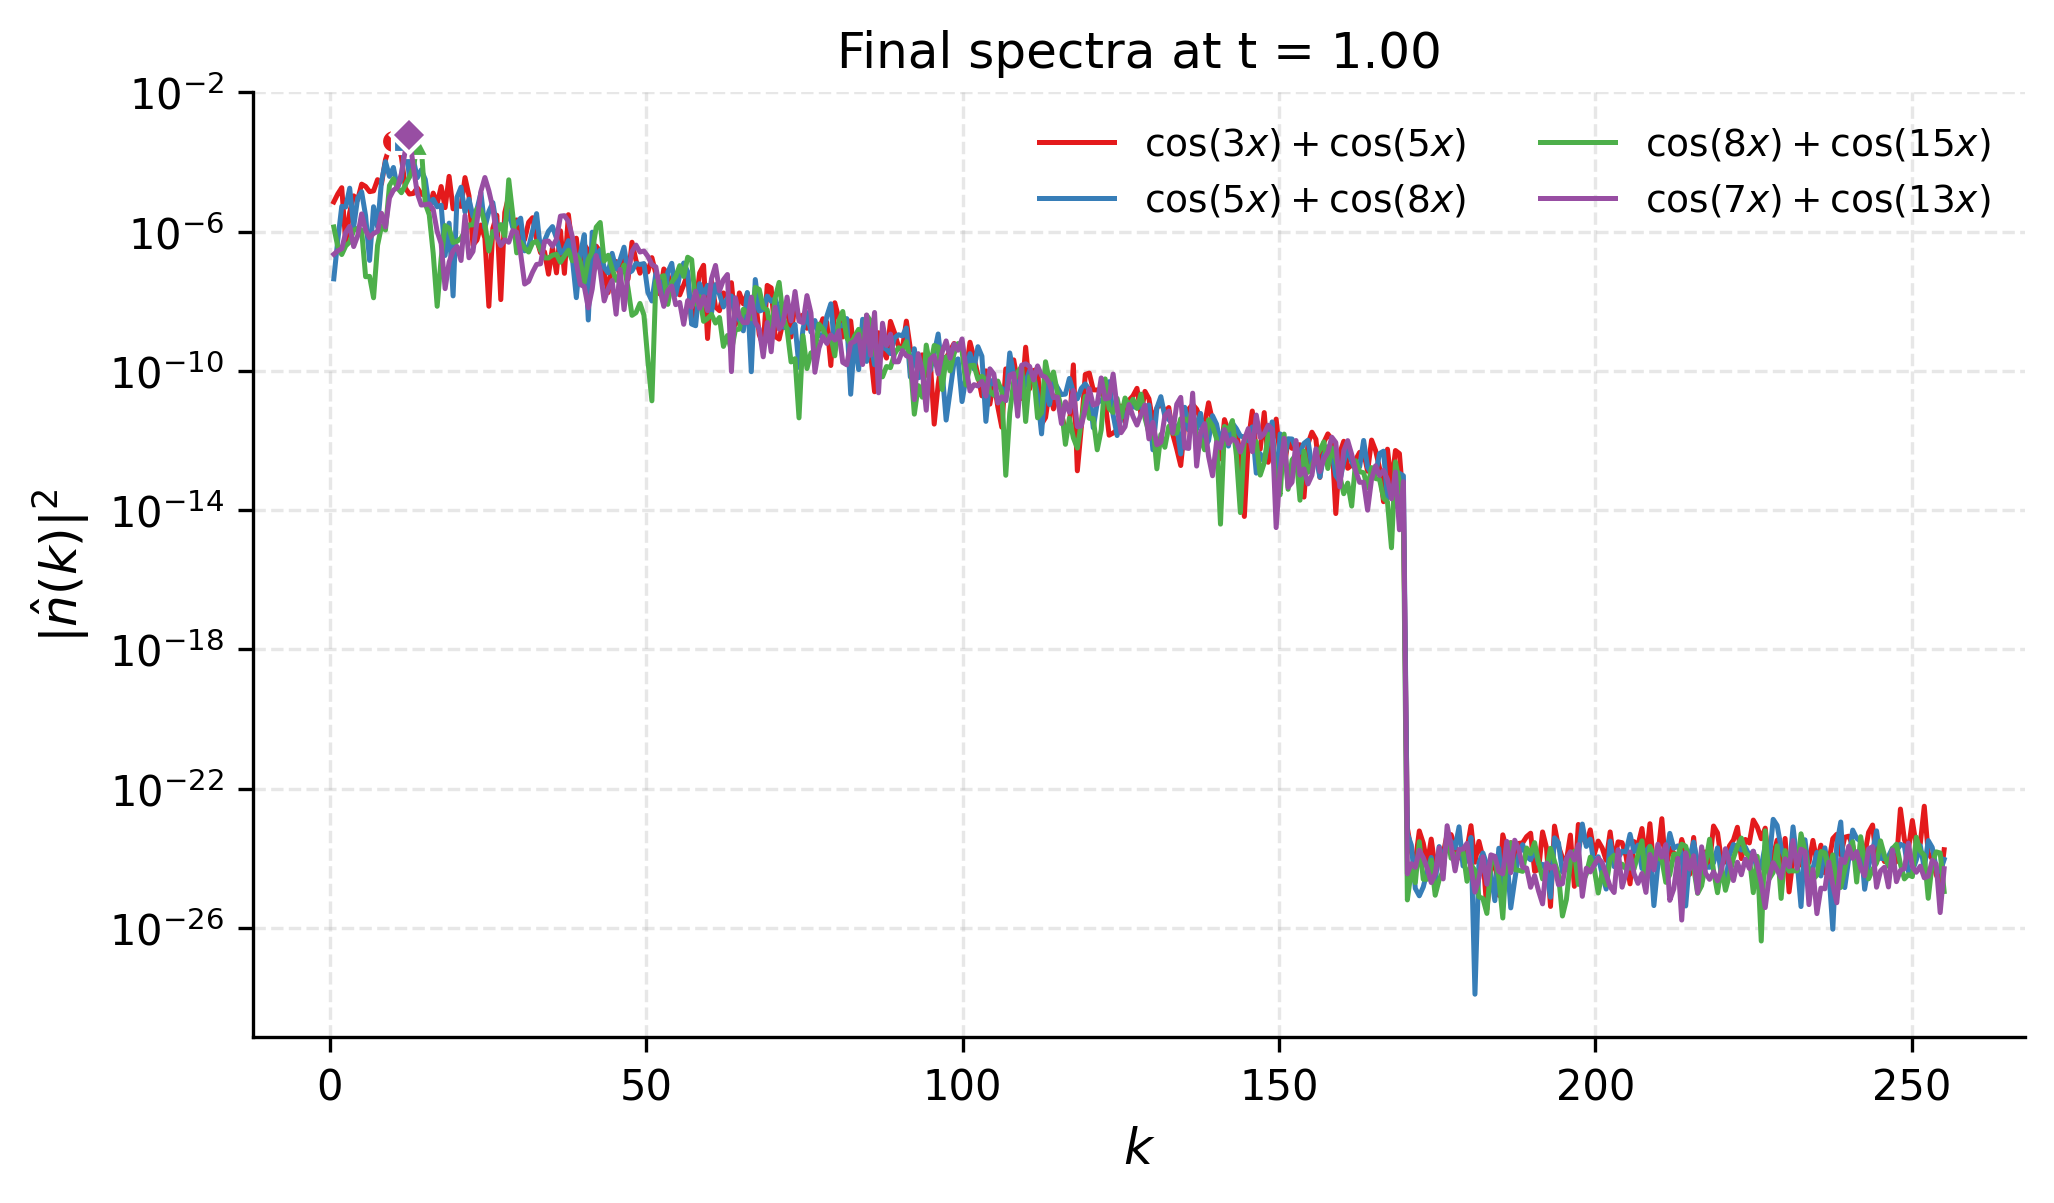 Final spectra at t = 1.00
cos(3x) + cos(5x)
cos(5x) + cos(8x)
cos(8x) + cos(15x)
cos(7x) + cos(13x)
|n̂(k)|²
10⁻²
10⁻⁶
10⁻¹⁰
10⁻¹⁴
10⁻¹⁸
10⁻²²
10⁻²⁶
0 50 100 150 200 250
k